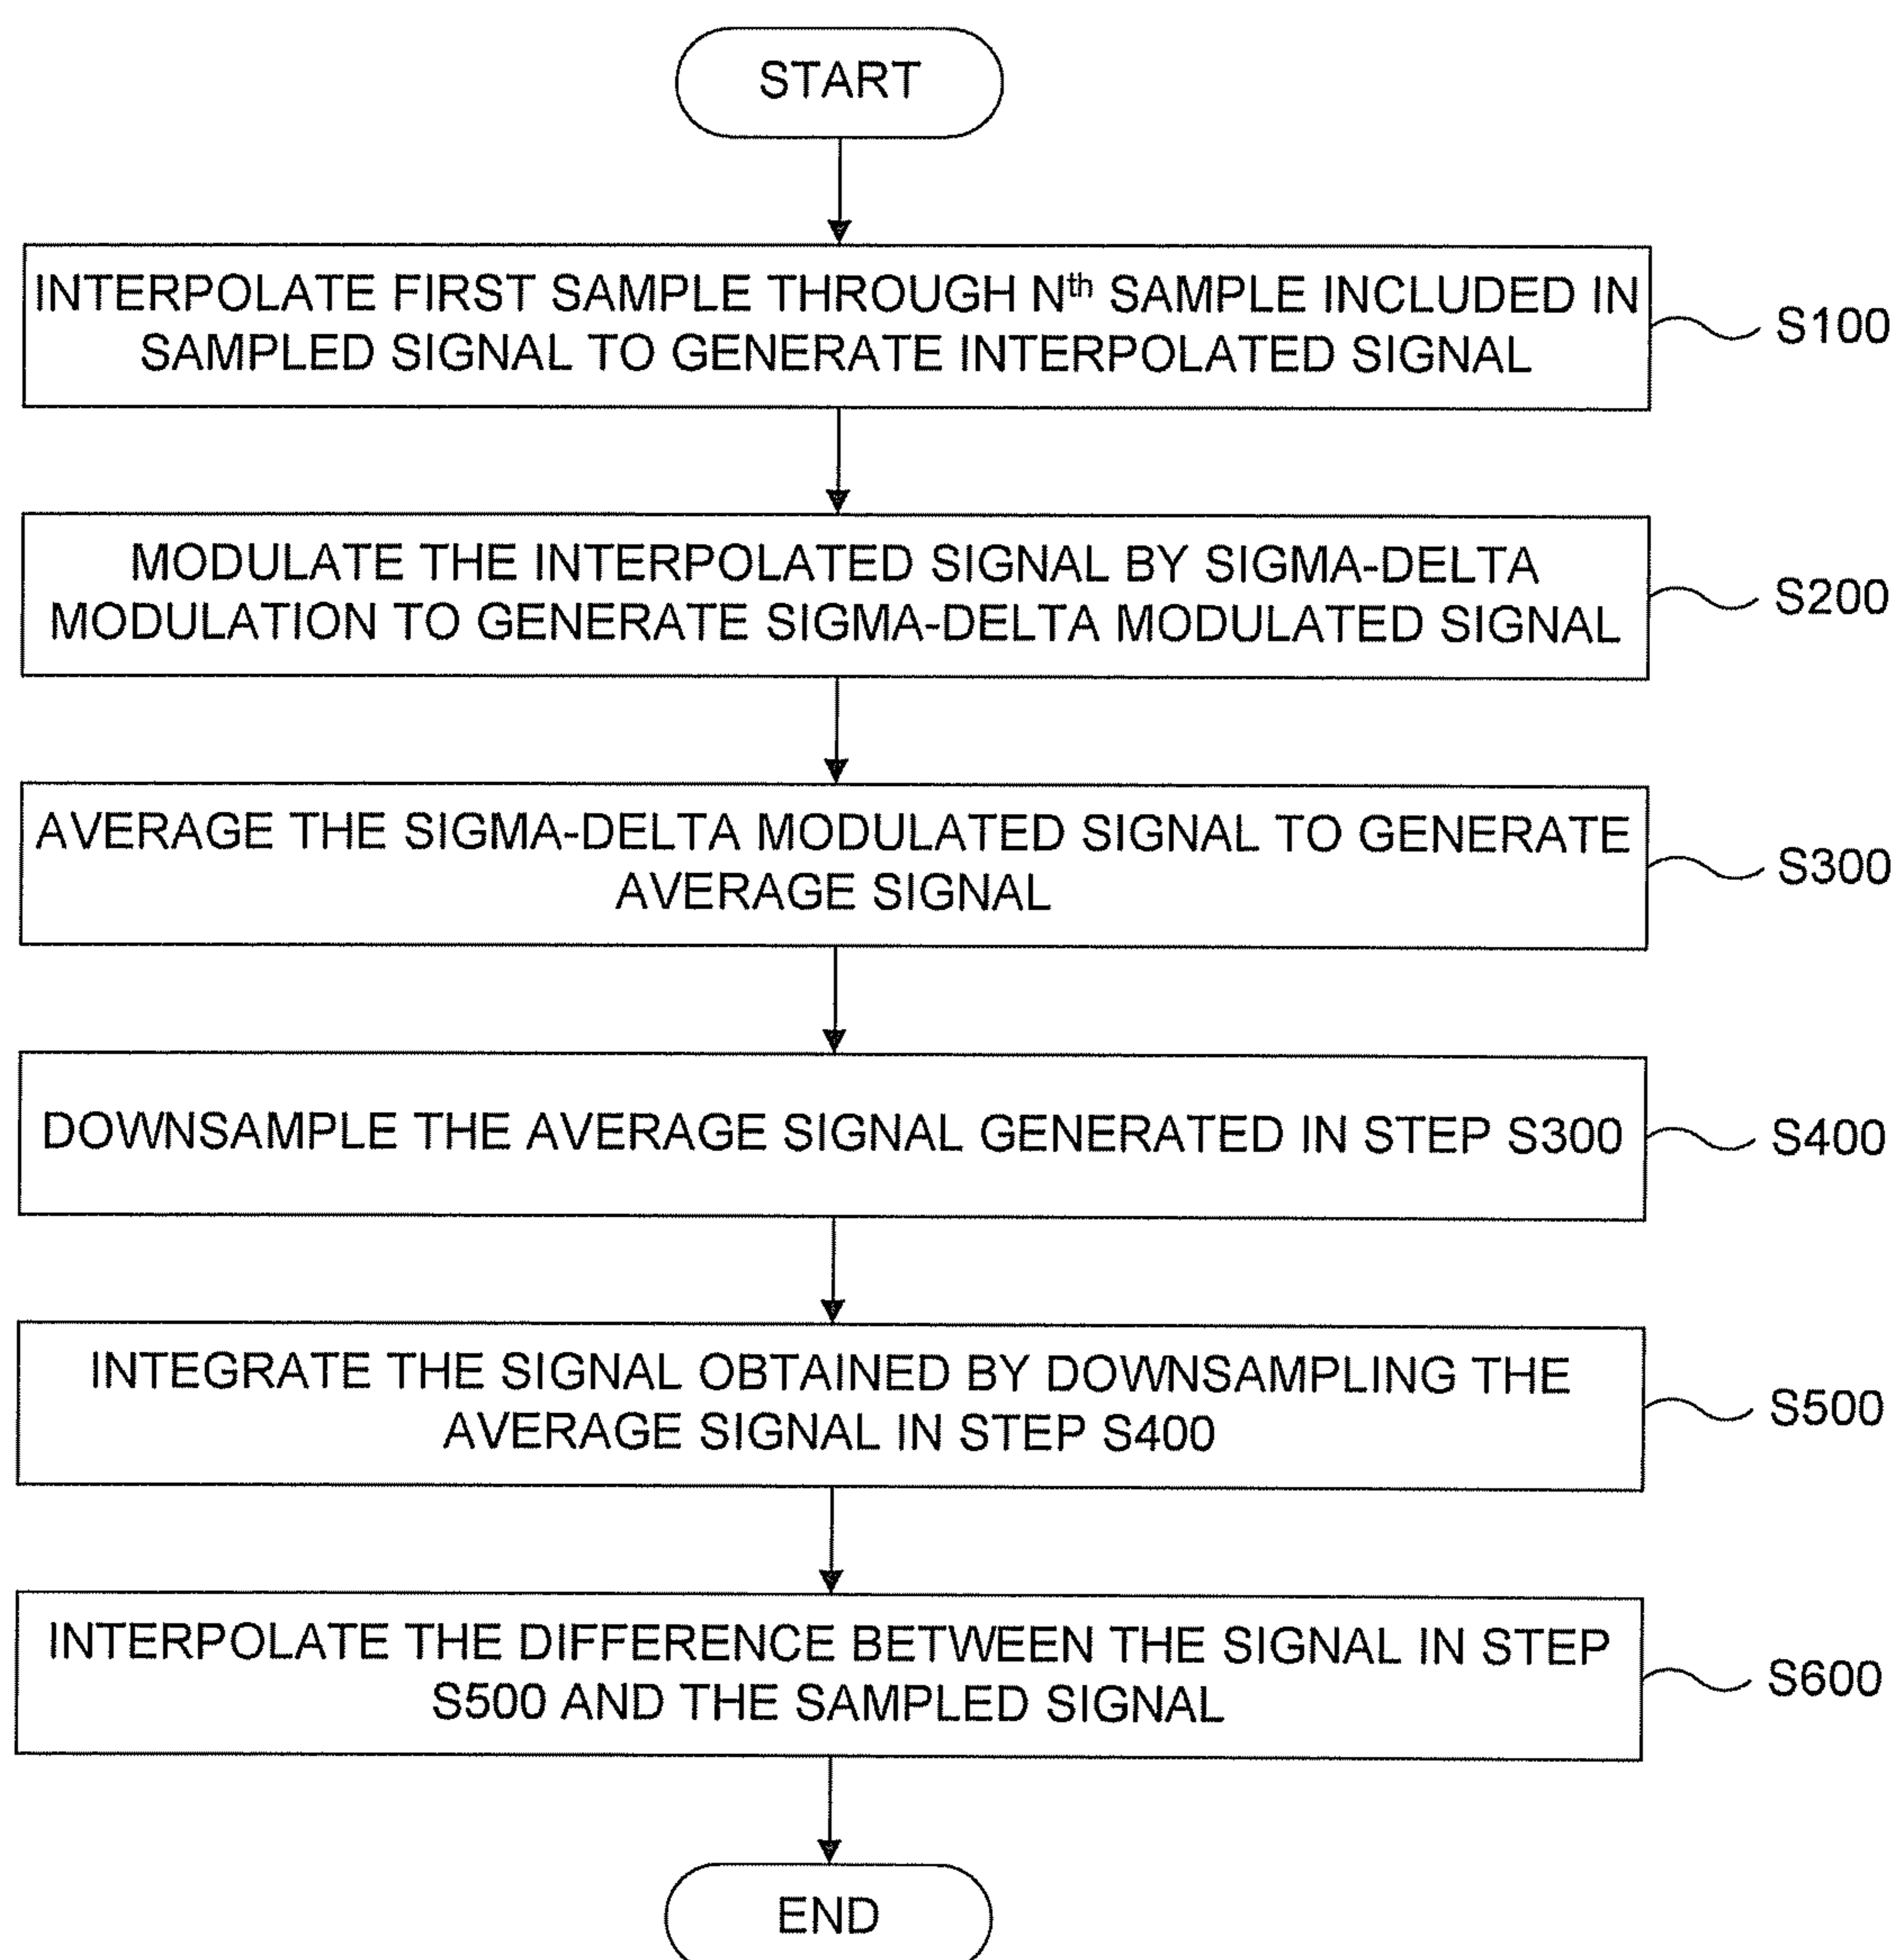 START
INTERPOLATE FIRST SAMPLE THROUGH Nth SAMPLE INCLUDED IN
SAMPLED SIGNAL TO GENERATE INTERPOLATED SIGNAL
S100
MODULATE THE INTERPOLATED SIGNAL BY SIGMA-DELTA
MODULATION TO GENERATE SIGMA-DELTA MODULATED SIGNAL
S200
AVERAGE THE SIGMA-DELTA MODULATED SIGNAL TO GENERATE
AVERAGE SIGNAL
S300
DOWNSAMPLE THE AVERAGE SIGNAL GENERATED IN STEP S300
S400
INTEGRATE THE SIGNAL OBTAINED BY DOWNSAMPLING THE
AVERAGE SIGNAL IN STEP S400
S500
INTERPOLATE THE DIFFERENCE BETWEEN THE SIGNAL IN STEP
S500 AND THE SAMPLED SIGNAL
S600
END